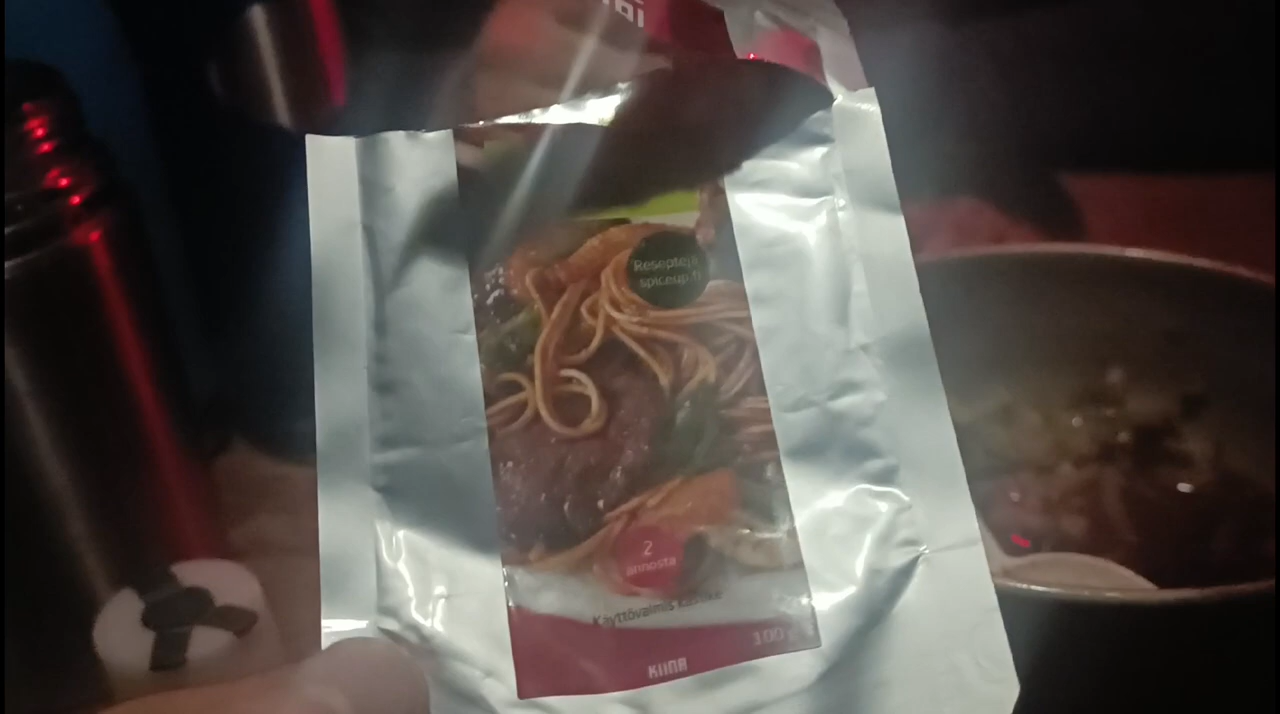 Reseptejä
spiceup.fi
2
annosta
Käyttövalmis kastike
100 g
KIINA